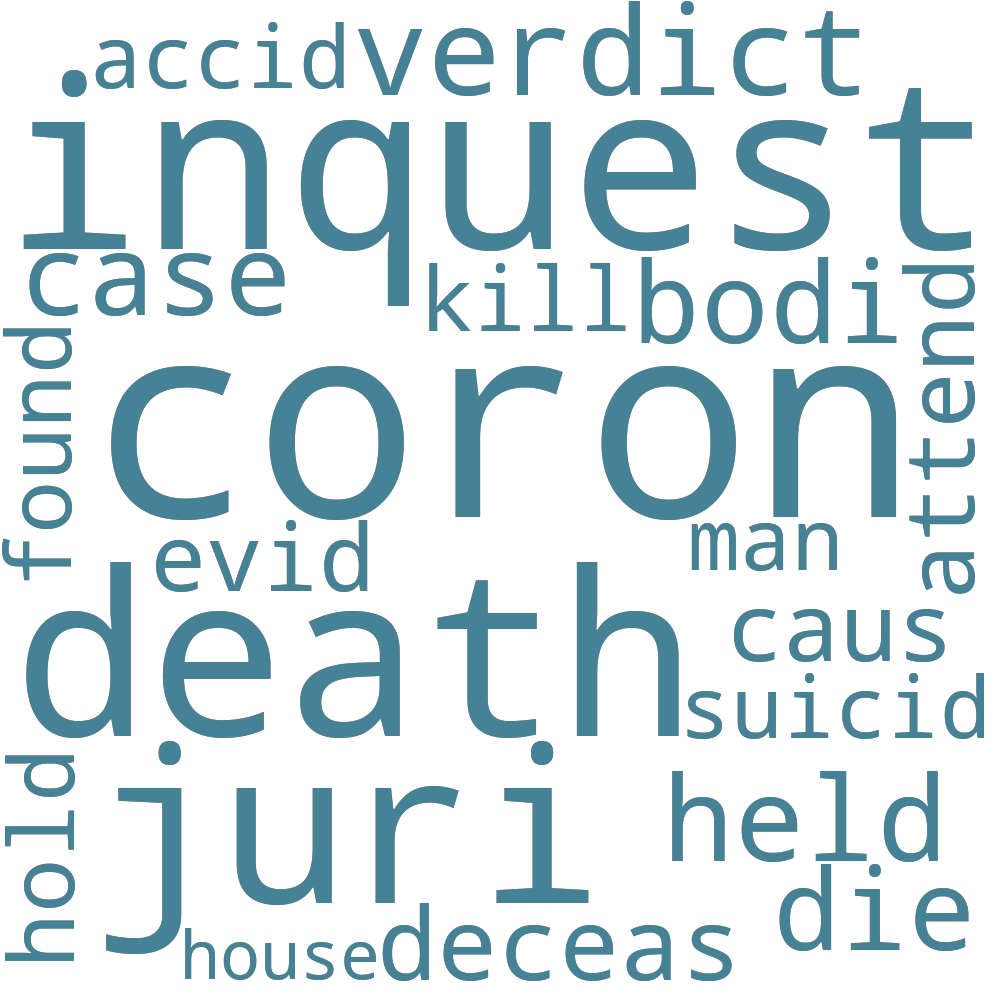 accid verdict
inquest
case kill bodi
attend
found
coron
evid man
death
caus
suicid
juri
hold
held
die
house deceas